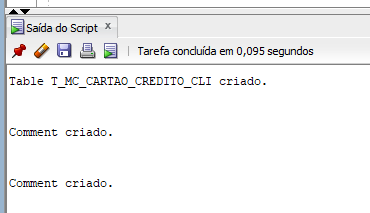 Saída do Script x
Tarefa concluída em 0,095 segundos
Table T_MC_CARTAO_CREDITO_CLI criado.
Comment criado.
Comment criado.